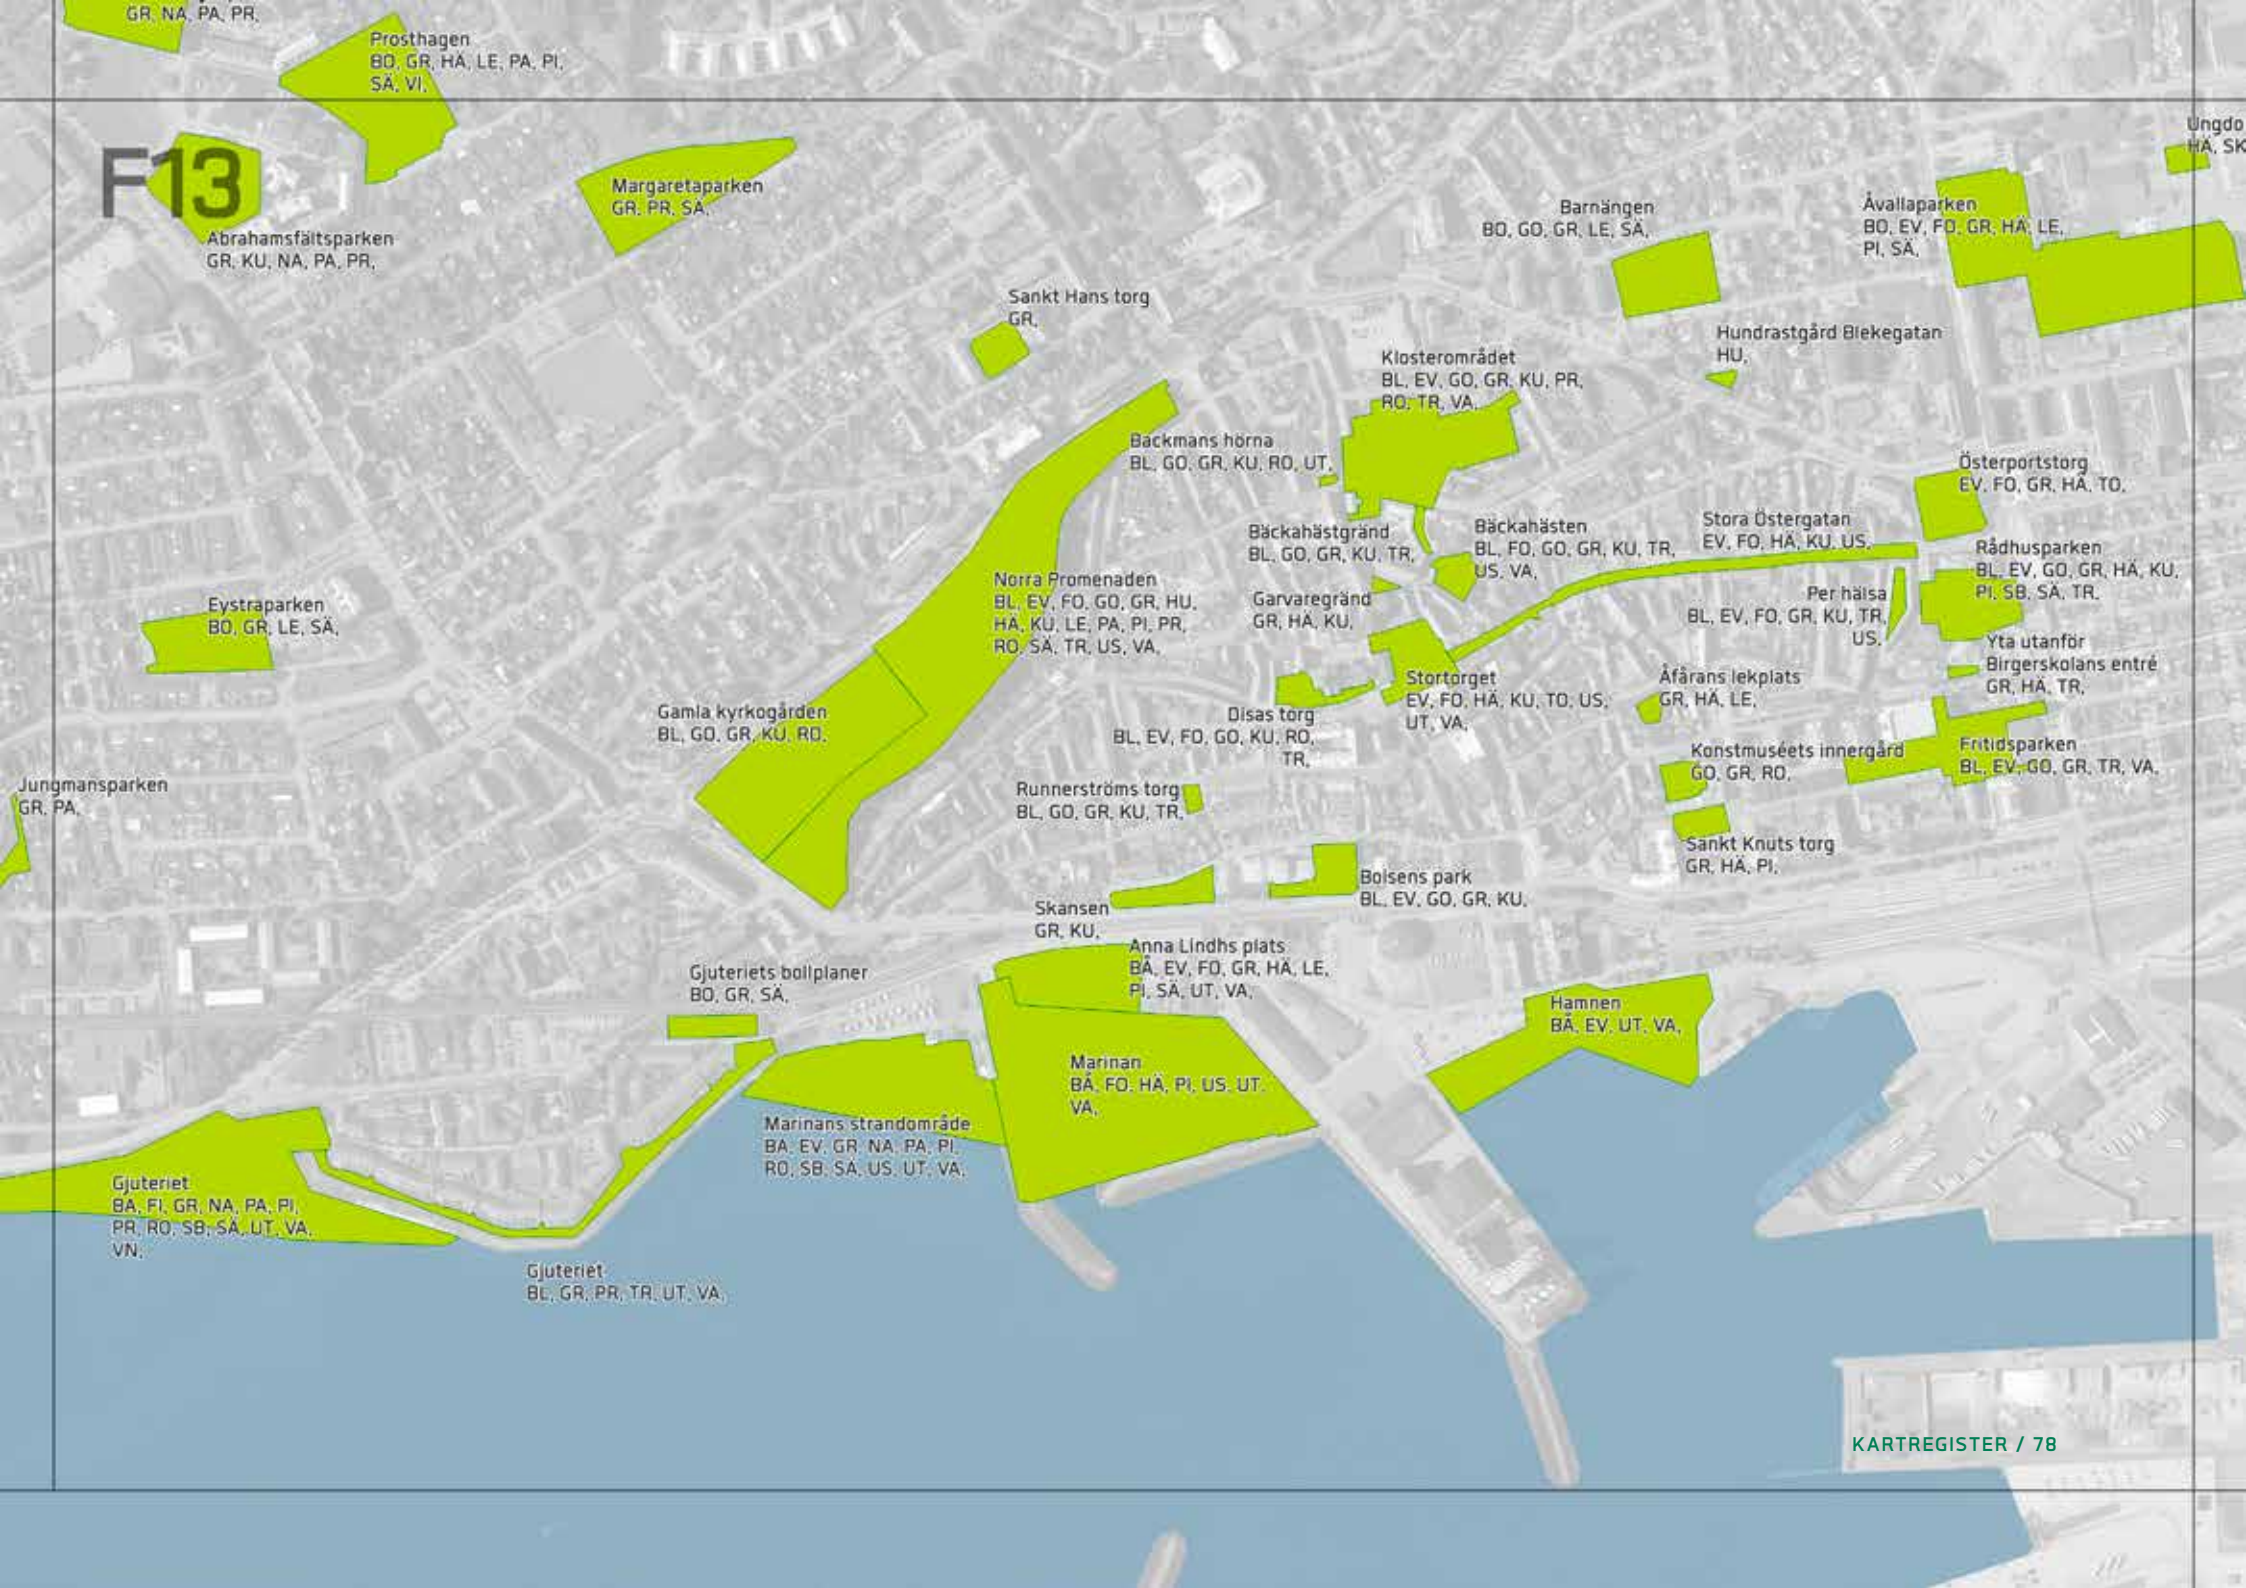 GR, NA, PA, PR,
Prosthagen
BO, GR, HÄ, LE, PA, PI,
SÄ, VI,
F13
Abrahamsfältsparken
GR, KU, NA, PA, PR,
Margaretaparken
GR, PR, SÄ,
Ungdo
HÄ, SK
Barnängen
BO, GO, GR, LE, SÄ,
Åvallaparken
BO, EV, FO, GR, HÄ, LE,
PI, SÄ,
Sankt Hans torg
GR,
Hundrastgård Blekegatan
HU,
Klosterområdet
BL, EV, GO, GR, KU, PR,
RO, TR, VA,
Backmans hörna
BL, GO, GR, KU, RO, UT,
Österportstorg
EV, FO, GR, HÄ, TO,
Bäckahästgränd
BL, GO, GR, KU, TR,
Bäckahästen
BL, FO, GO, GR, KU, TR,
US, VA,
Stora Östergatan
EV, FO, HÄ, KU, US,
Rådhusparken
BL, EV, GO, GR, HÄ, KU,
PI, SB, SÄ, TR,
Norra Promenaden
BL, EV, FO, GO, GR, HU,
HÄ, KU, LE, PA, PI, PR,
RO, SÄ, TR, US, VA,
Garvaregränd
GR, HÄ, KU,
Per hälsa
BL, EV, FO, GR, KU, TR,
US,
Eystraparken
BO, GR, LE, SÄ,
Yta utanför
Birgerskolans entré
GR, HÄ, TR,
Stortorget
EV, FO, HÄ, KU, TO, US,
UT, VA,
Åfårans lekplats
GR, HÄ, LE,
Gamla kyrkogården
BL, GO, GR, KU, RO,
Disas torg
BL, EV, FO, GO, KU, RO,
TR,
Konstmuséets innergård
GO, GR, RO,
Fritidsparken
BL, EV, GO, GR, TR, VA,
Jungmansparken
GR, PA,
Runnerströms torg
BL, GO, GR, KU, TR,
Sankt Knuts torg
GR, HÄ, PI,
Bolsens park
BL, EV, GO, GR, KU,
Skansen
GR, KU,
Anna Lindhs plats
BÅ, EV, FO, GR, HÄ, LE,
PI, SÄ, UT, VA,
Gjuteriets bollplaner
BO, GR, SÄ,
Hamnen
BÅ, EV, UT, VA,
Marinan
BÅ, FO, HÄ, PI, US, UT,
VA,
Marinans strandområde
BA, EV, GR, NA, PA, PI,
RO, SB, SÄ, US, UT, VA,
Gjuteriet
BA, FI, GR, NA, PA, PI,
PR, RO, SB, SÄ, UT, VA,
VN,
Gjuteriet
BL, GR, PR, TR, UT, VA,
KARTREGISTER / 78